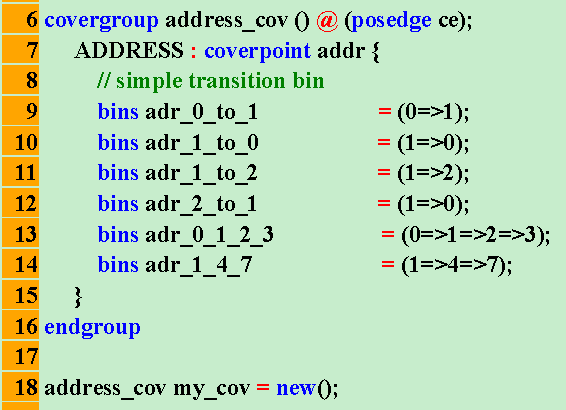 6 covergroup address_cov () @ (posedge ce);
7 ADDRESS : coverpoint addr {
8 // simple transition bin
9 bins adr_0_to_1 = (0=>1);
10 bins adr_1_to_0 = (1=>0);
11 bins adr_1_to_2 = (1=>2);
12 bins adr_2_to_1 = (1=>0);
13 bins adr_0_1_2_3 = (0=>1=>2=>3);
14 bins adr_1_4_7 = (1=>4=>7);
15 }
16 endgroup
17
18 address_cov my_cov = new();